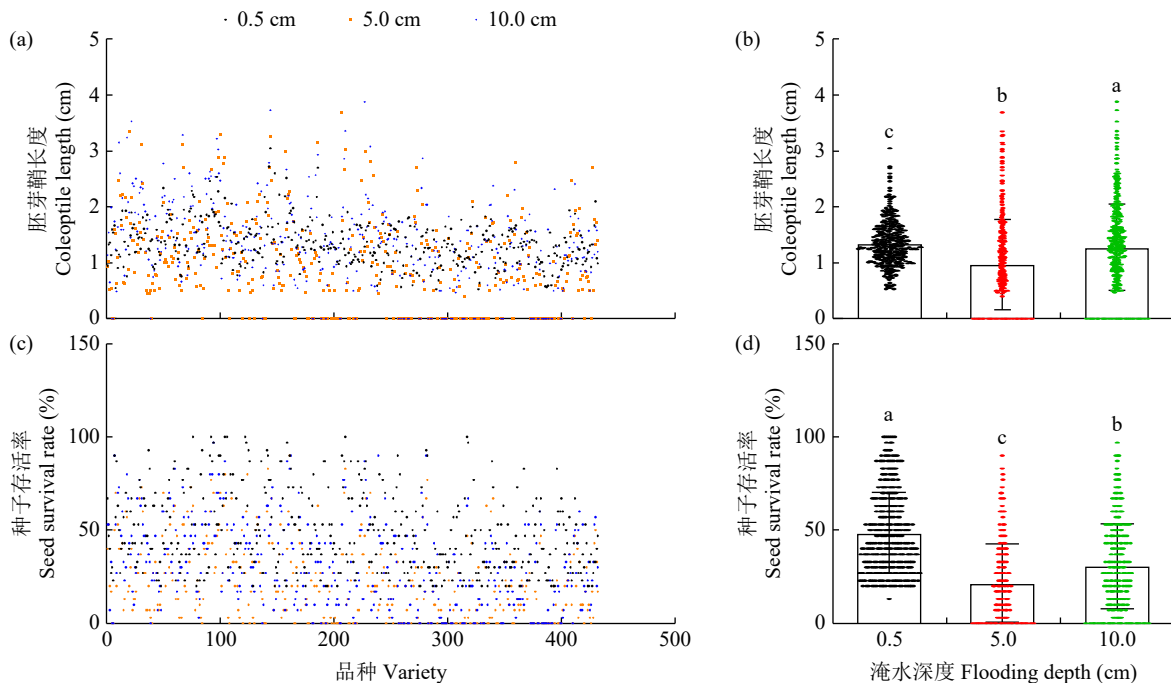 0.5 cm 5.0 cm 10.0 cm
(a)
胚芽鞘长度
Coleoptile length (cm)
5
4
3
2
1
0
(b)
胚芽鞘长度
Coleoptile length (cm)
5
4
3
2
1
0
c
b
a
(c)
种子存活率
Seed survival rate (%)
150
100
50
0
0 100 200 300 400 500
品种 Variety
(d)
种子存活率
Seed survival rate (%)
150
100
50
0
a
c
b
0.5 5.0 10.0
淹水深度 Flooding depth (cm)